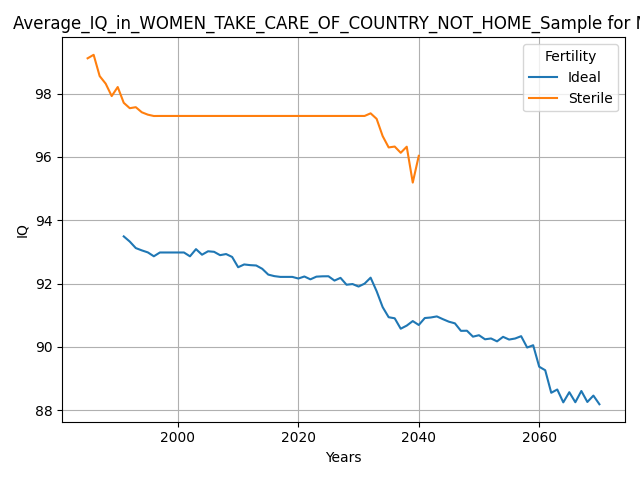 Average_IQ_in_WOMEN_TAKE_CARE_OF_COUNTRY_NOT_HOME_Sample for
Fertility
Ideal
Sterile
IQ
98
96
94
92
90
88
2000 2020 2040 2060
Years